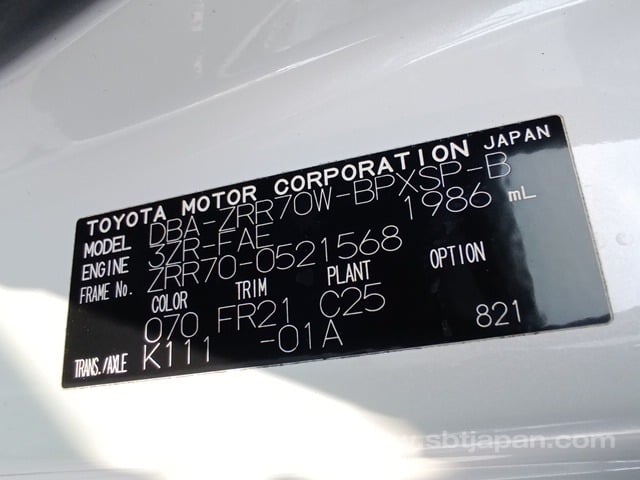 TOYOTA MOTOR CORPORATION JAPAN
MODEL DBA-ZRR70W-BPXSP-B
ENGINE 3ZR-FAE 1986 mL
FRAME No. ZRR70-0521568
COLOR TRIM PLANT OPTION
070 FR21 C25
TRANS./AXLE K111 -01A 821
www.sbtjapan.com